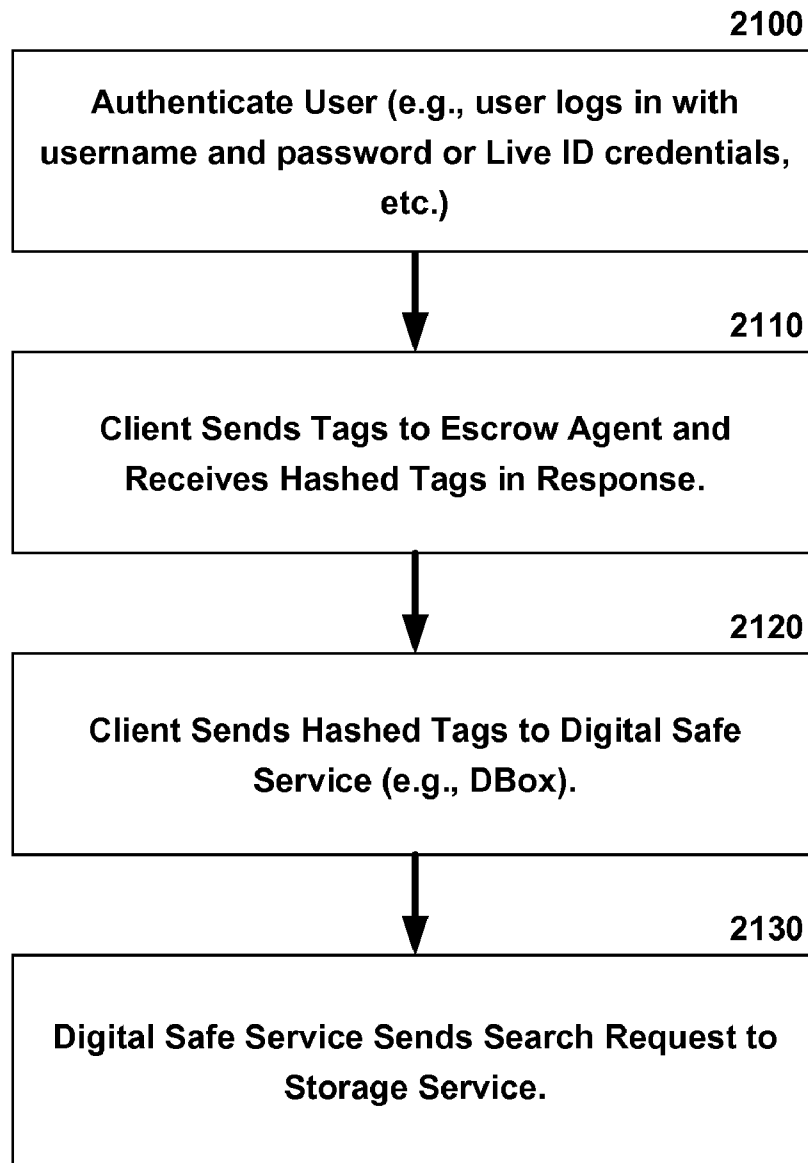 2100
Authenticate User (e.g., user logs in with
username and password or Live ID credentials,
etc.)
2110
Client Sends Tags to Escrow Agent and
Receives Hashed Tags in Response.
2120
Client Sends Hashed Tags to Digital Safe
Service (e.g., DBox).
2130
Digital Safe Service Sends Search Request to
Storage Service.